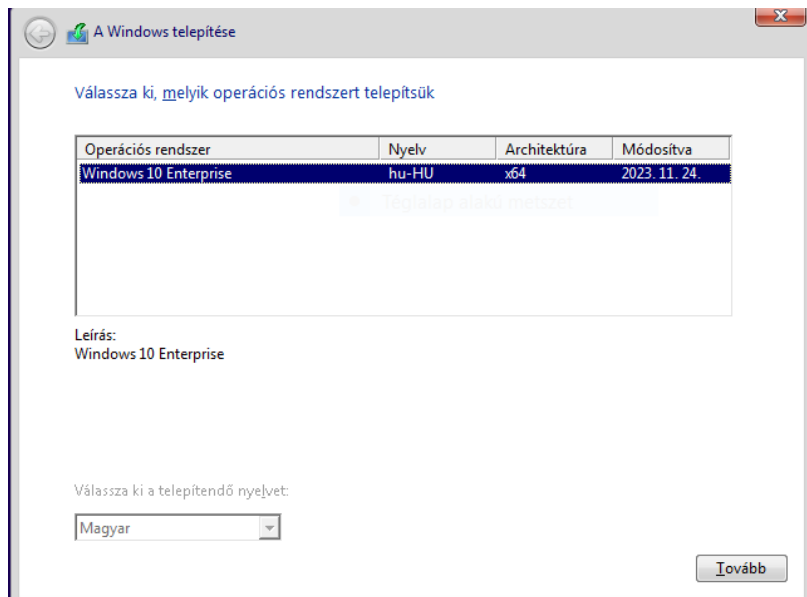 A Windows telepítése
Válassza ki, melyik operációs rendszert telepítsük
Operációs rendszer Nyelv Architektúra Módosítva
Windows 10 Enterprise hu-HU x64 2023. 11. 24.
Téglalap alakú metszet
Leírás:
Windows 10 Enterprise
Válassza ki a telepítendő nyelvet:
Magyar
Tovább